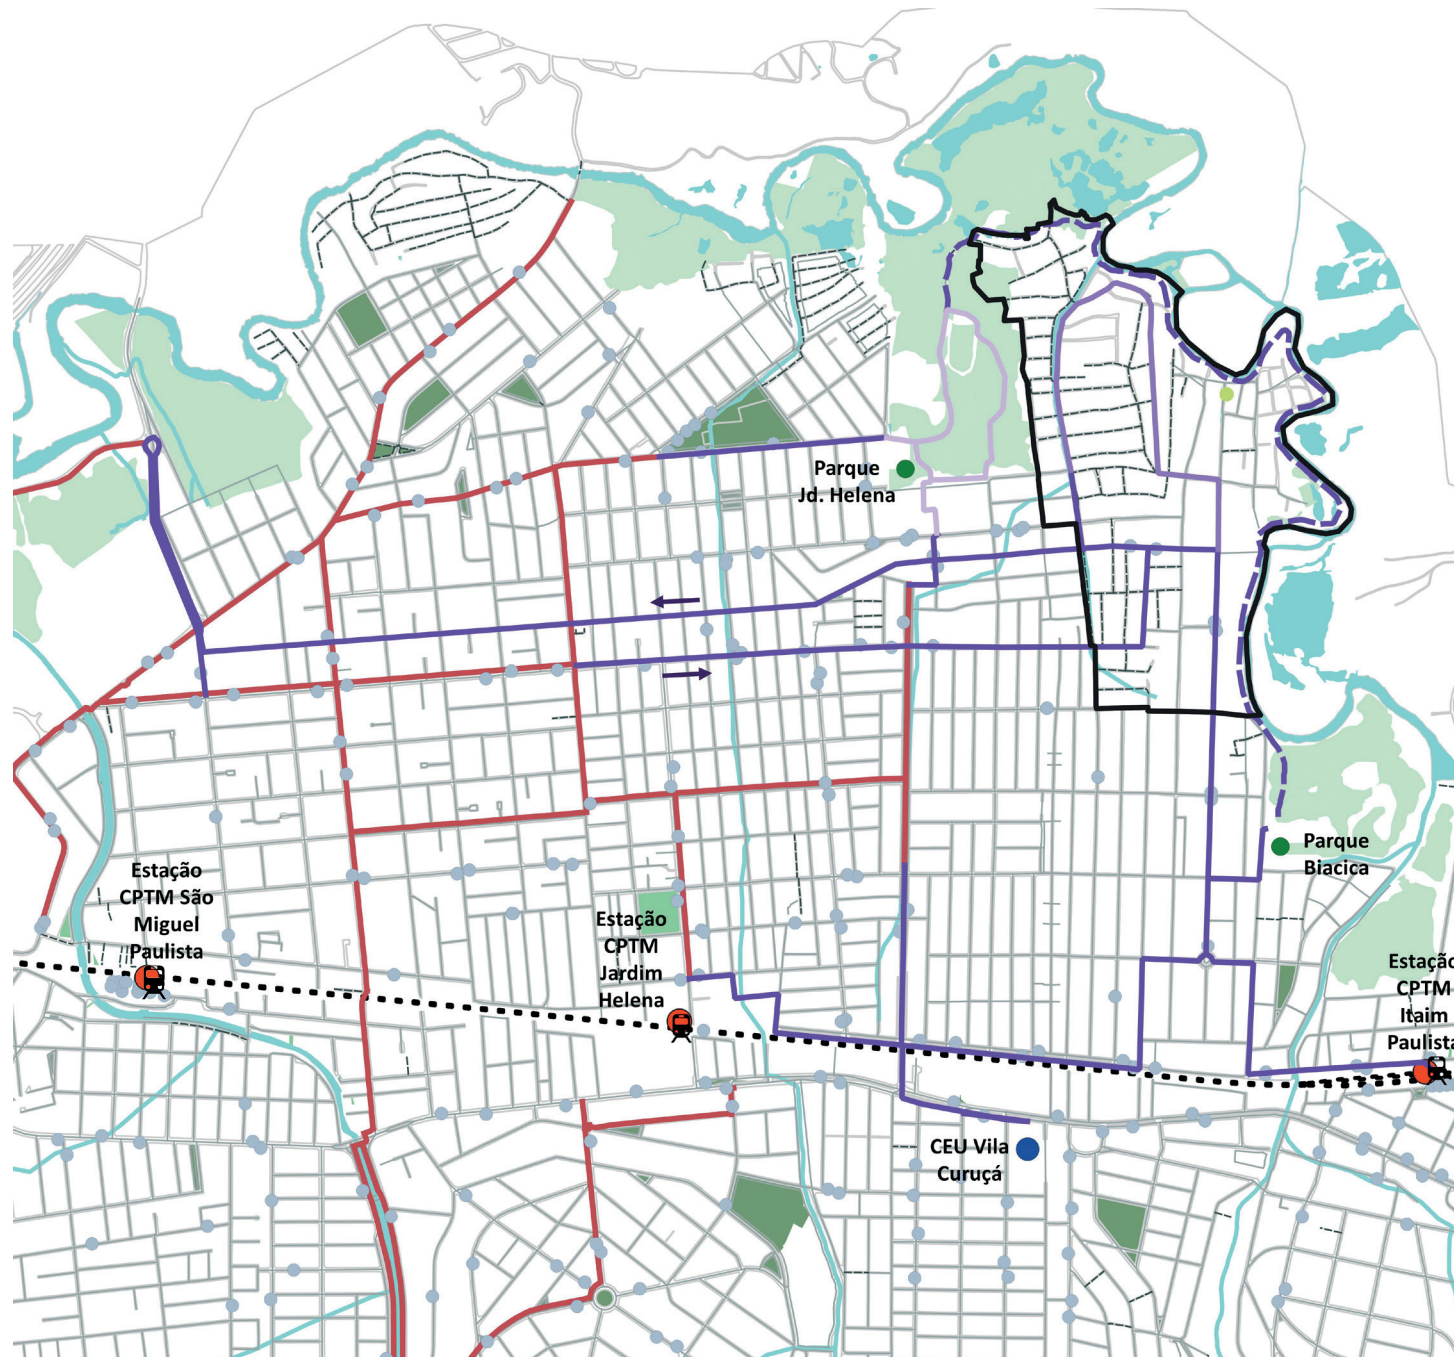 Parque
Jd. Helena
Parque
Biacica
Estação
CPTM São
Miguel
Paulista
Estação
CPTM
Jardim
Helena
Estação
CPTM
Itaim
Paulista
CEU Vila
Curuçá